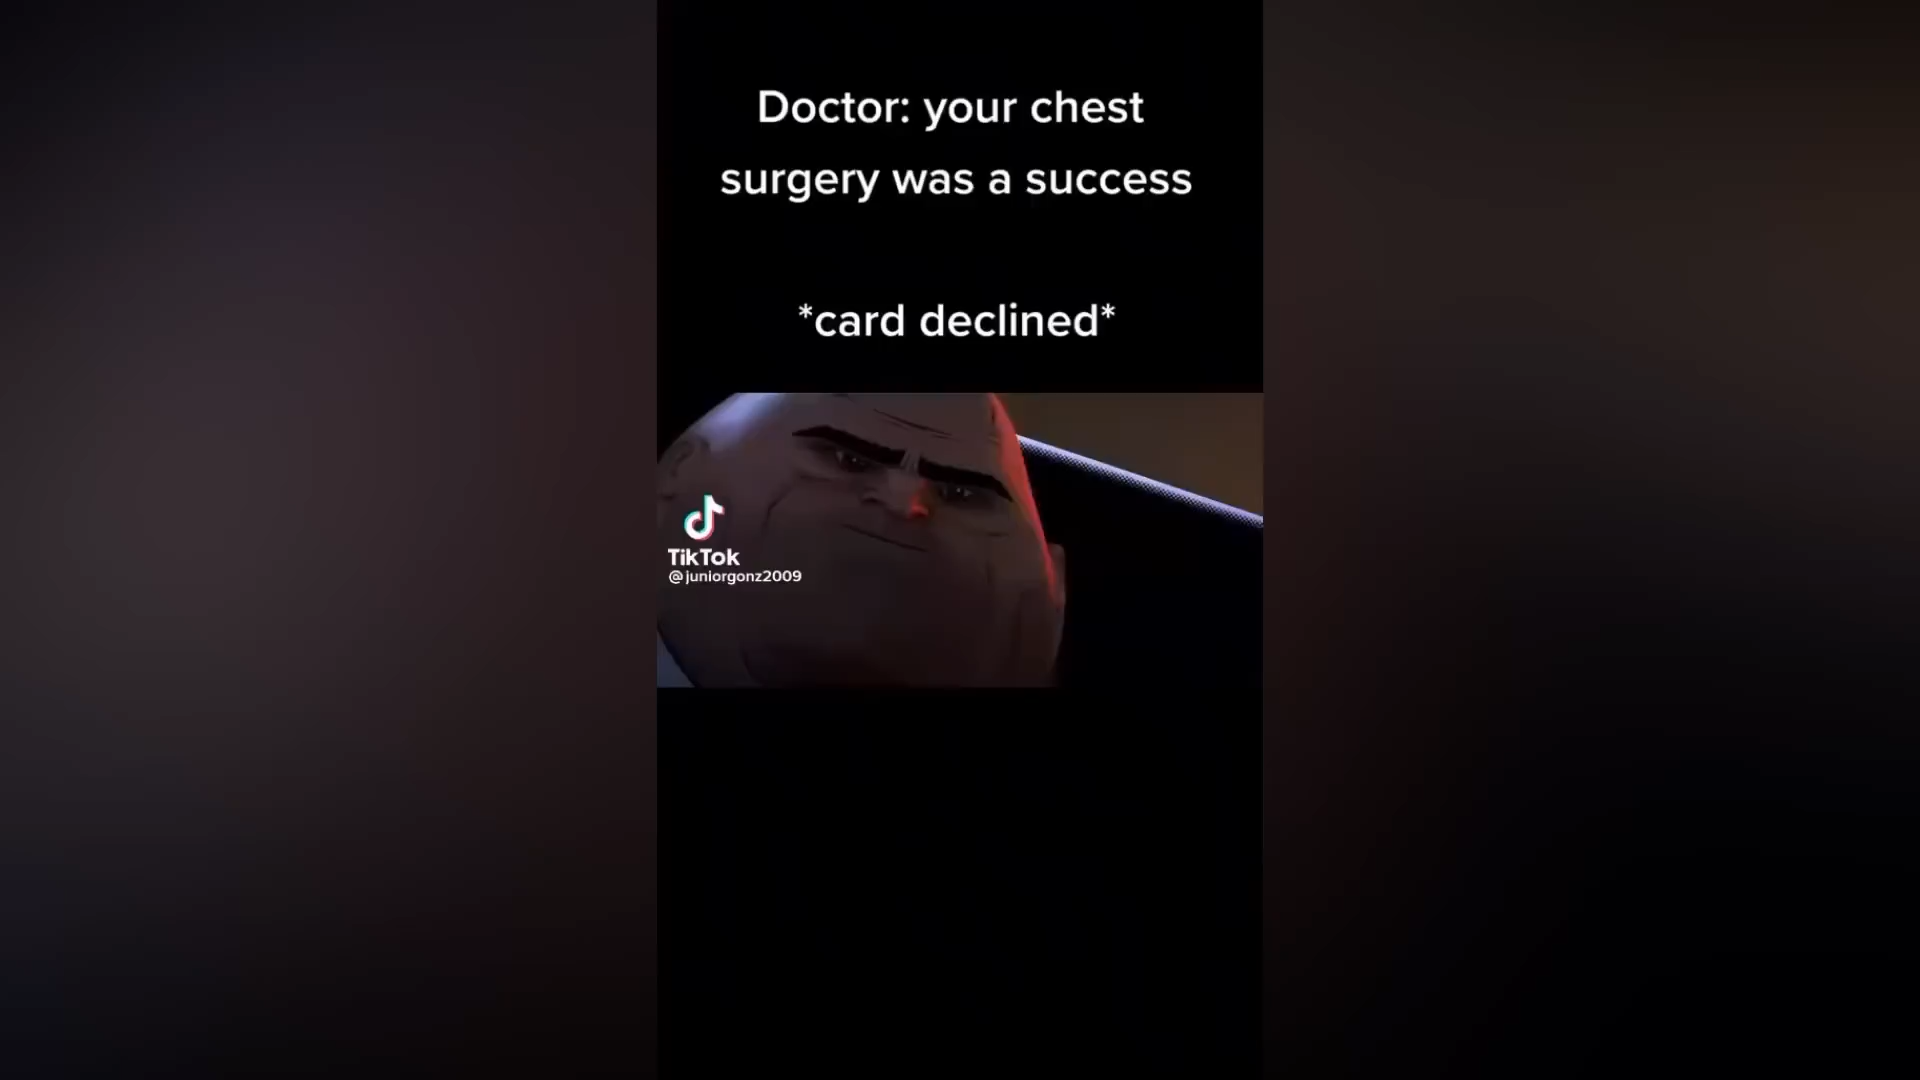 Doctor: your chest
surgery was a success
*card declined*
TikTok
@juniorgonz2009